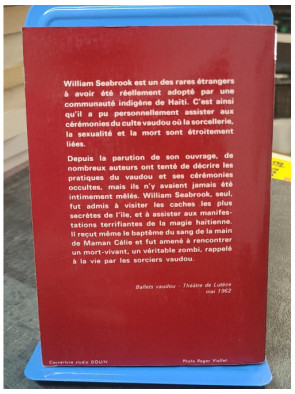 William Seabrook est un des rares étrangers
à avoir été réellement adopté par une
communauté indigène de Haïti. C'est ainsi
qu'il a pu personnellement assister aux
cérémonies du culte vaudou où la sorcellerie,
la sexualité et la mort sont étroitement
liées.
Depuis la parution de son ouvrage, de
nombreux auteurs ont tenté de décrire les
pratiques du vaudou et ses cérémonies
occultes, mais ils n'y avaient jamais été
intimement mêlés. William Seabrook, seul,
fut admis à visiter les caches les plus
secrètes de l'île, et à assister aux manifes-
tations terrifiantes de la magie haïtienne.
Il reçut même le baptême du sang de la main
de Maman Célie et fut amené à rencontrer
un mort-vivant, un véritable zombi, rappelé
à la vie par les sorciers vaudou.
Ballets vaudou - Théâtre de Lutèce
mai 1962
Couverture studio DOUIN
Photo Roger Viollet